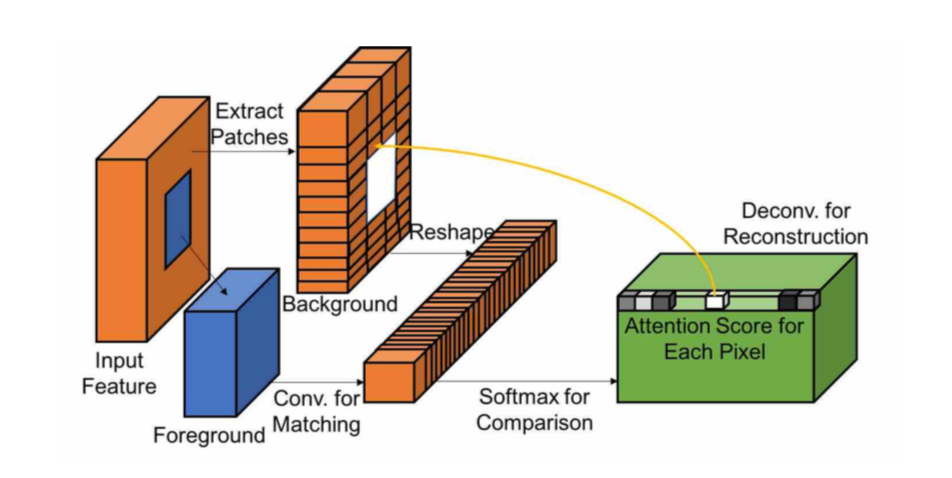 Extract
Patches
Deconv. for
Reconstruction
Reshape
Background
Attention Score for
Each Pixel
Input
Feature
Conv. for
Matching
Softmax for
Comparison
Foreground